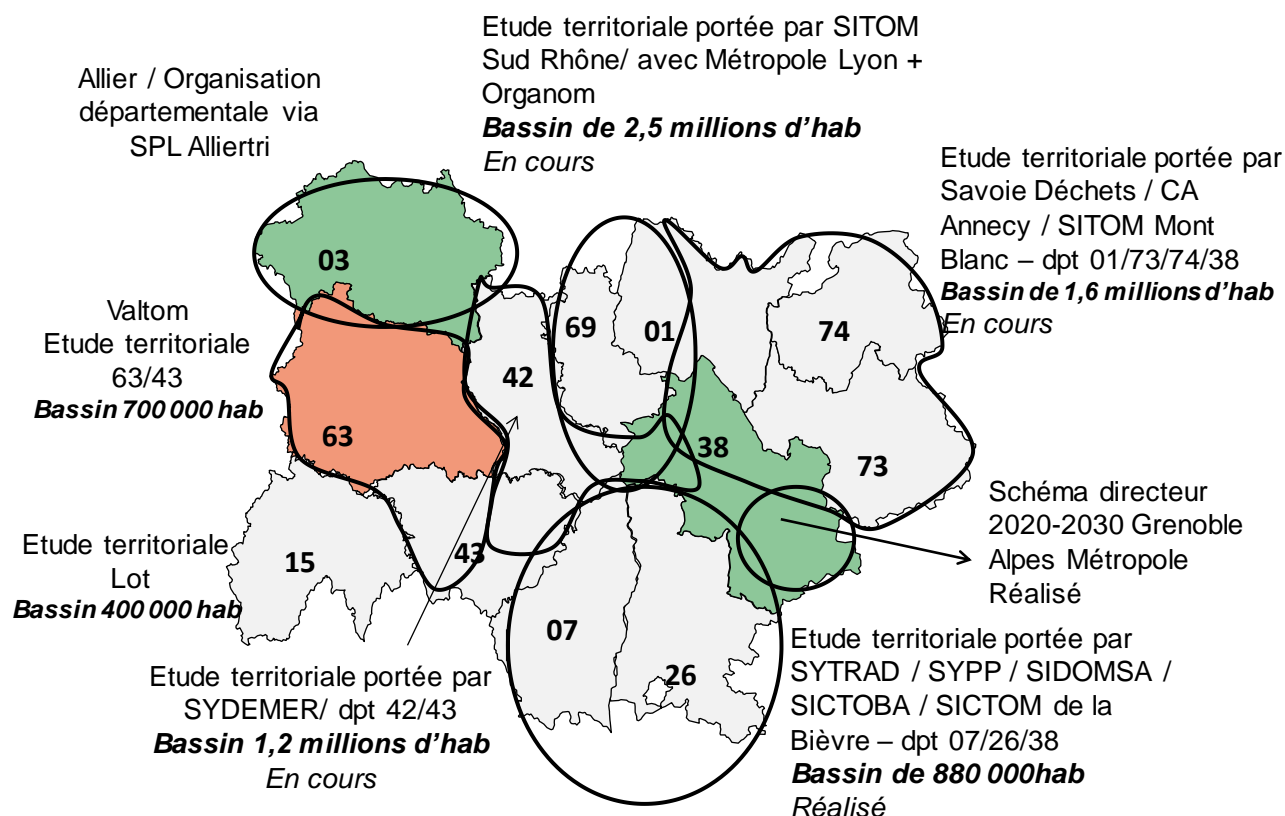 Etude territoriale portée par SITOM
Sud Rhône/ avec Métropole Lyon +
Organom
Bassin de 2,5 millions d'hab
En cours
Allier / Organisation
départementale via
SPL Alliertri
Etude territoriale portée par
Savoie Déchets / CA
Annecy / SITOM Mont
Blanc – dpt 01/73/74/38
Bassin de 1,6 millions d'hab
En cours
Valtom
Etude territoriale
63/43
Bassin 700 000 hab
03
69
01
74
42
63
38
73
15
43
07
26
Etude territoriale
Lot
Bassin 400 000 hab
Schéma directeur
2020-2030 Grenoble
Alpes Métropole
Réalisé
Etude territoriale portée par
SYDEMER/ dpt 42/43
Bassin 1,2 millions d'hab
En cours
Etude territoriale portée par
SYTRAD / SYPP / SIDOMSA /
SICTOBA / SICTOM de la
Bièvre – dpt 07/26/38
Bassin de 880 000hab
Réalisé